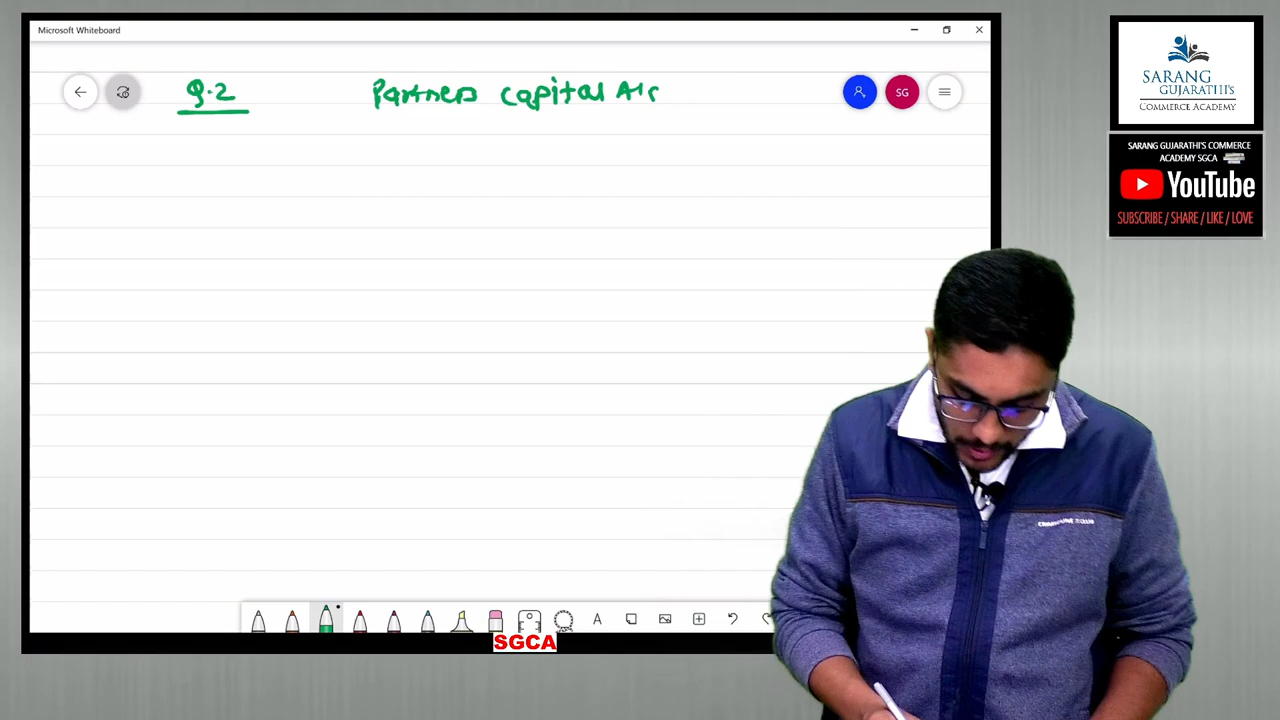 Microsoft Whiteboard
Q.2 Partners capital A/c
SG
SARANG
GUJARATHI'S
COMMERCE ACADEMY
SARANG GUJARATHI'S COMMERCE
ACADEMY SGCA
YouTube
SUBSCRIBE / SHARE / LIKE / LOVE
A
SGCA